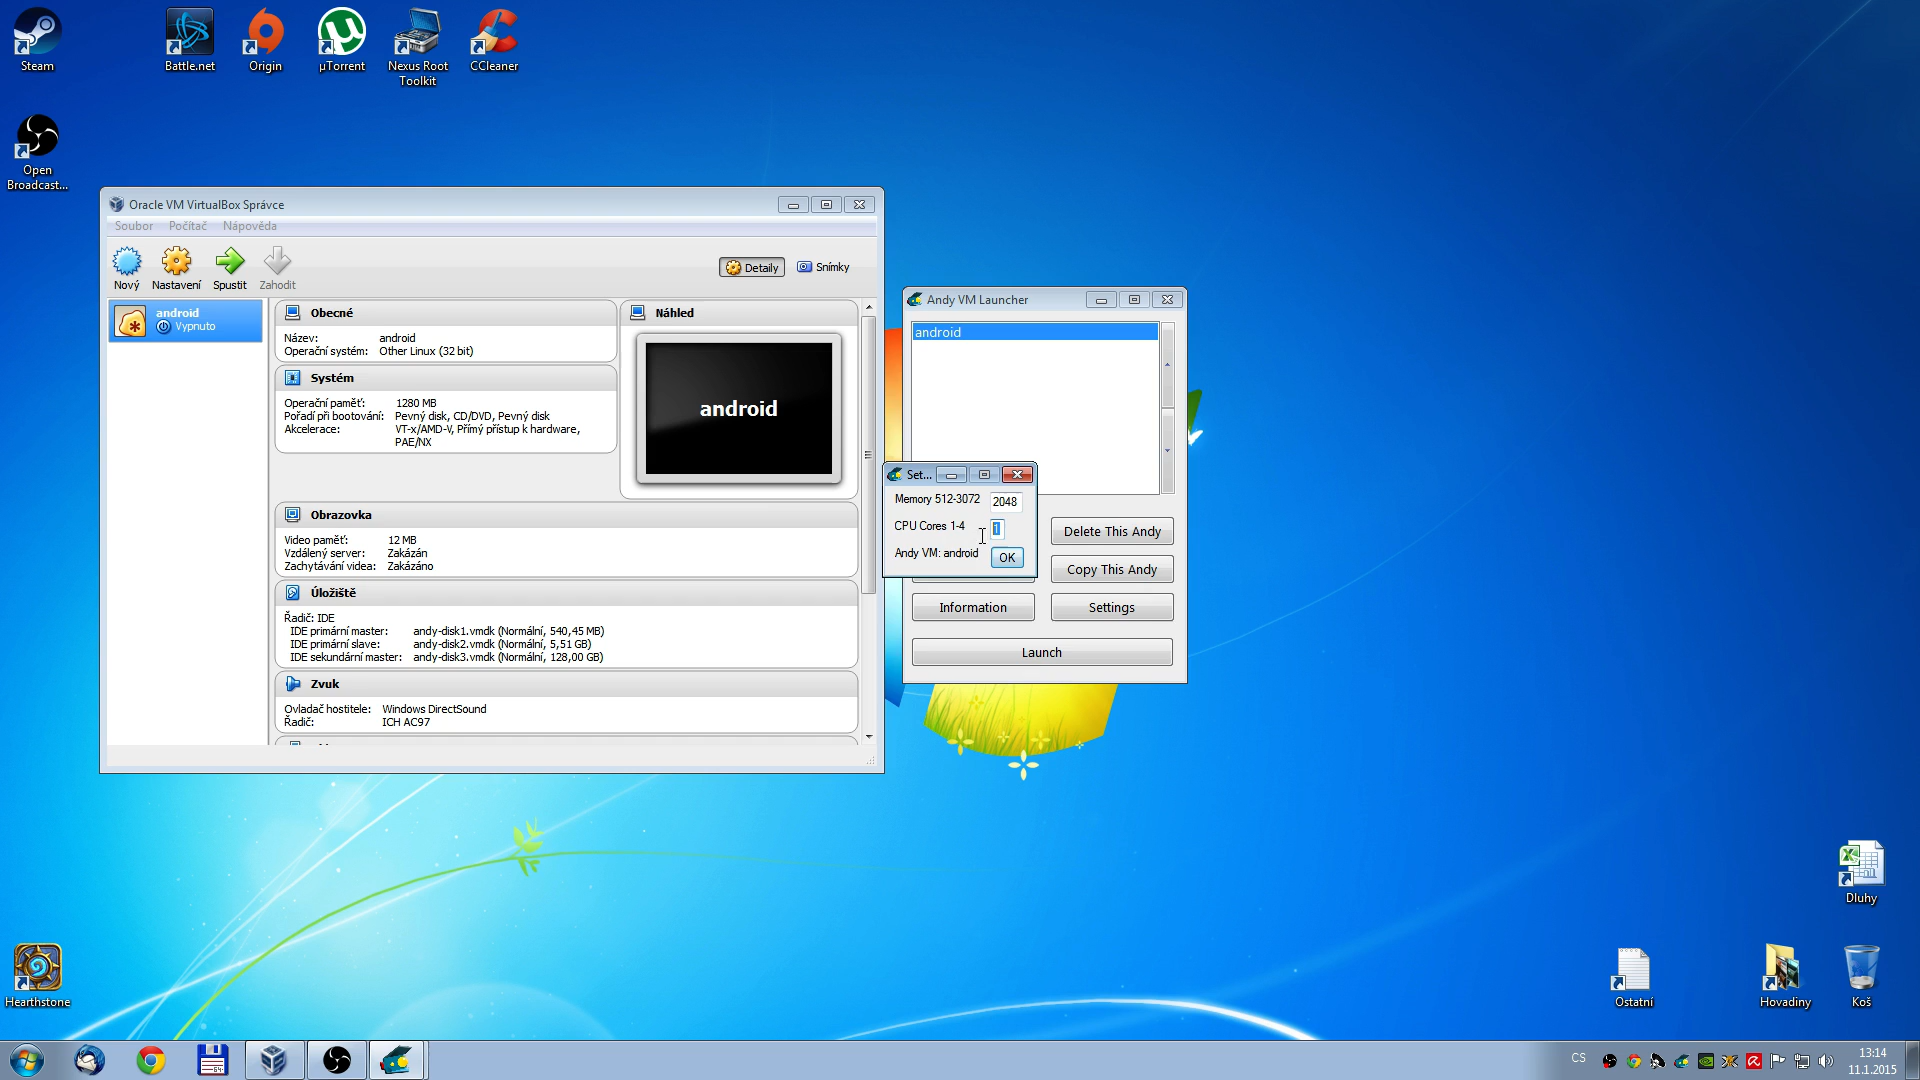 Steam
Battle.net
Origin
µTorrent
Nexus Root
Toolkit
CCleaner
Open
Broadcast...
Oracle VM VirtualBox Správce
Soubor Počítač Nápověda
Nový Nastavení Spustit Zahodit
Detaily Snímky
android
Vypnuto
Obecné
Název: android
Operační systém: Other Linux (32 bit)
Systém
Operační paměť: 1280 MB
Pořadí při bootování: Pevný disk, CD/DVD, Pevný disk
Akcelerace: VT-x/AMD-V, Přímý přístup k hardware,
PAE/NX
Náhled
android
Obrazovka
Video paměť: 12 MB
Vzdálený server: Zakázán
Zachytávání videa: Zakázáno
Úložiště
Řadič: IDE
IDE primární master: andy-disk1.vmdk (Normální, 540,45 MB)
IDE primární slave: andy-disk2.vmdk (Normální, 5,51 GB)
IDE sekundární master: andy-disk3.vmdk (Normální, 128,00 GB)
Zvuk
Ovladač hostitele: Windows DirectSound
Řadič: ICH AC97
Andy VM Launcher
android
Set...
Memory 512-3072 2048
CPU Cores 1-4 1
Andy VM: android OK
Delete This Andy
Copy This Andy
Information Settings
Launch
Dluhy
Hearthstone
Ostatní
Hovadiny
Koš
64
CS
13:14
11.1.2015